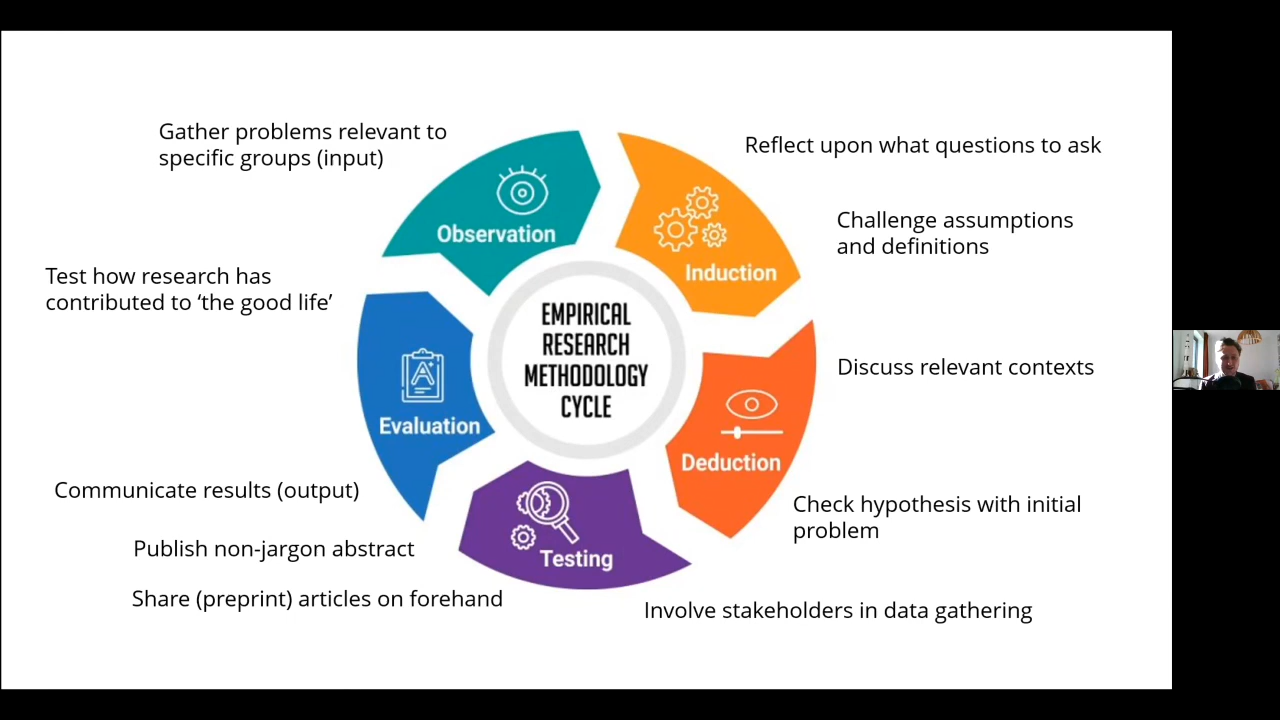 Gather problems relevant to
specific groups (input)
Reflect upon what questions to ask
Challenge assumptions
and definitions
Observation
Induction
Test how research has
contributed to ‘the good life’
EMPIRICAL
RESEARCH
METHODOLOGY
CYCLE
Discuss relevant contexts
Evaluation
Deduction
Communicate results (output)
Check hypothesis with initial
problem
Publish non-jargon abstract
Testing
Share (preprint) articles on forehand
Involve stakeholders in data gathering